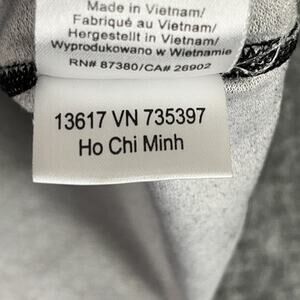 Made in Vietnam/
Fabriqué au Vietnam/
Hergestellt in Vietnam/
Wyprodukowano w Wietnamie
RN# 87380/CA# 26902
13617 VN 735397
Ho Chi Minh